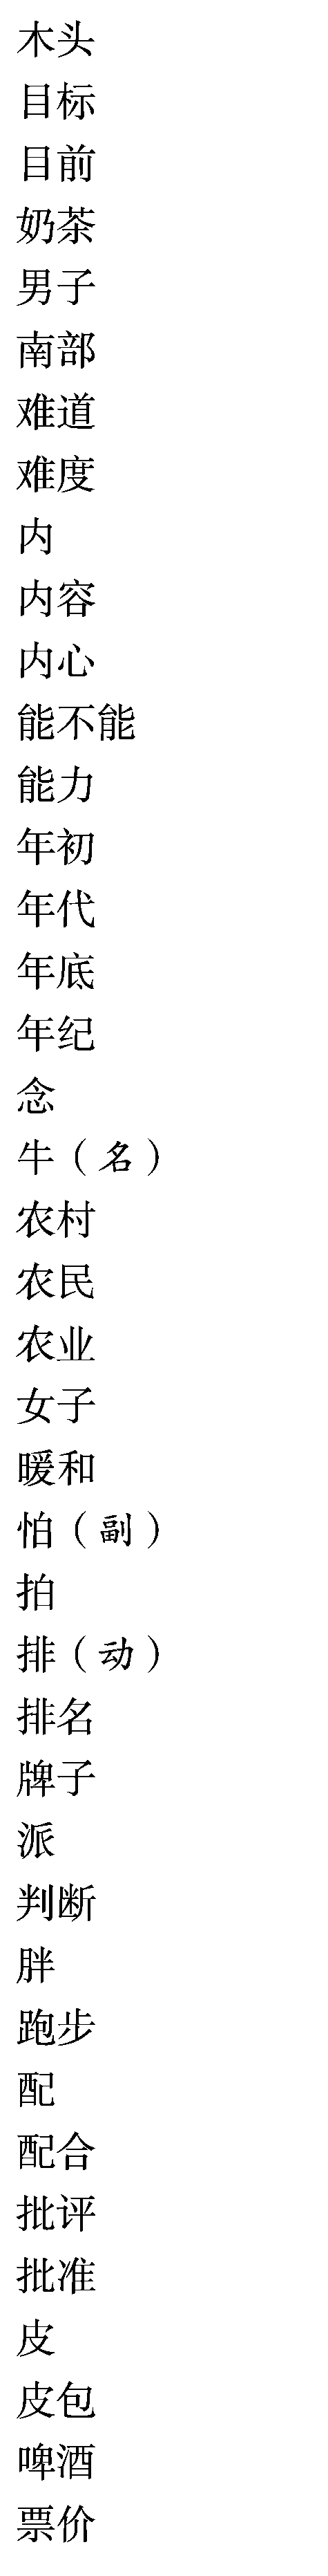 木头
目标
目前
奶茶
男子
南部
难道
难度
内
内容
内心
能不能
能力
年初
年代
年底
年纪
念
牛（名）
农村
农民
农业
女子
暖和
怕（副）
拍
排（动）
排名
牌子
派
判断
胖
跑步
配
配合
批评
批准
皮
皮包
啤酒
票价